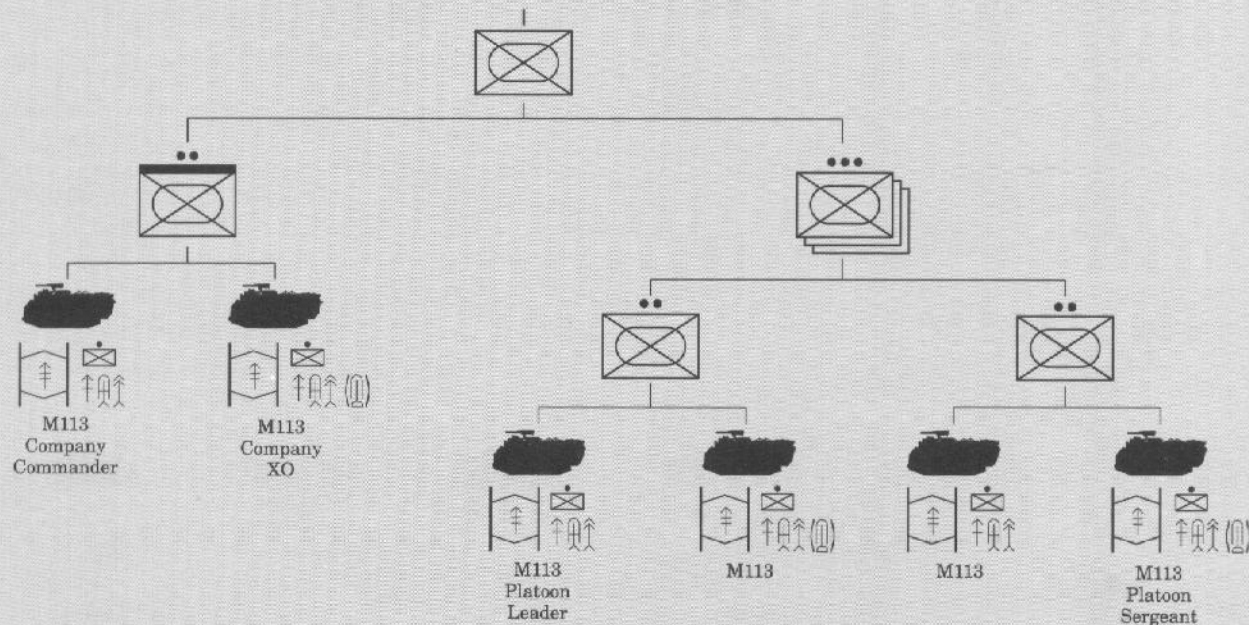 M113
Company
Commander
M113
Company
XO
M113
Platoon
Leader
M113
M113
M113
Platoon
Sergeant